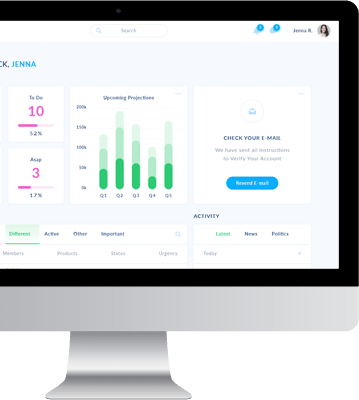 Search
Jenna R.
CK, JENNA
To Do
10
52%
Asap
3
17%
Upcoming Projections
200k
150k
100k
50k
0k
Q1 Q2 Q3 Q4 Q5
CHECK YOUR E-MAIL
We have sent all instructions
to Verify Your Account
Resend E-mail
Different Active Other Important
Members Products Status Urgency
ACTIVITY
Latest News Politics
Today